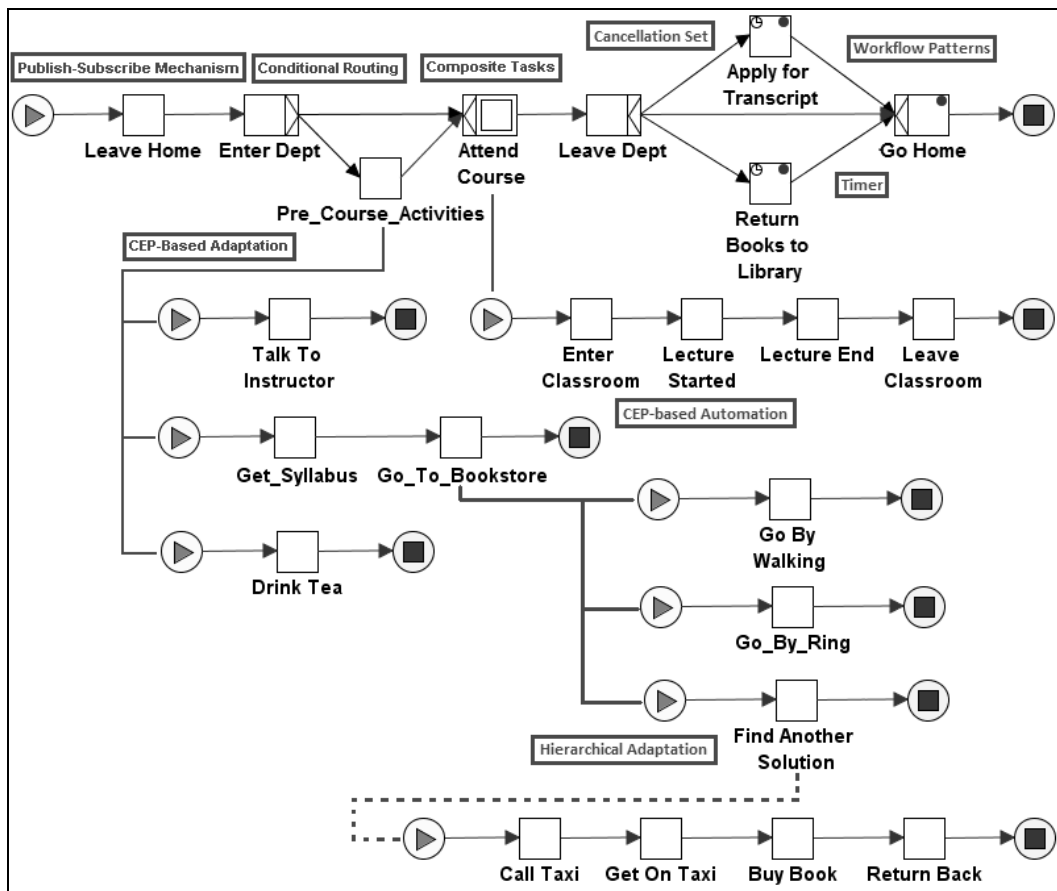 Cancellation Set
Workflow Patterns
Publish-Subscribe Mechanism
Conditional Routing
Composite Tasks
Apply for
Transcript
Leave Home
Enter Dept
Attend
Course
Leave Dept
Go Home
Pre_Course_Activities
Timer
Return
Books to
Library
CEP-Based Adaptation
Talk To
Instructor
Enter
Classroom
Lecture
Started
Lecture End
Leave
Classroom
CEP-based Automation
Get_Syllabus
Go_To_Bookstore
Go By
Walking
Drink Tea
Go_By_Ring
Hierarchical Adaptation
Find Another
Solution
Call Taxi
Get On Taxi
Buy Book
Return Back